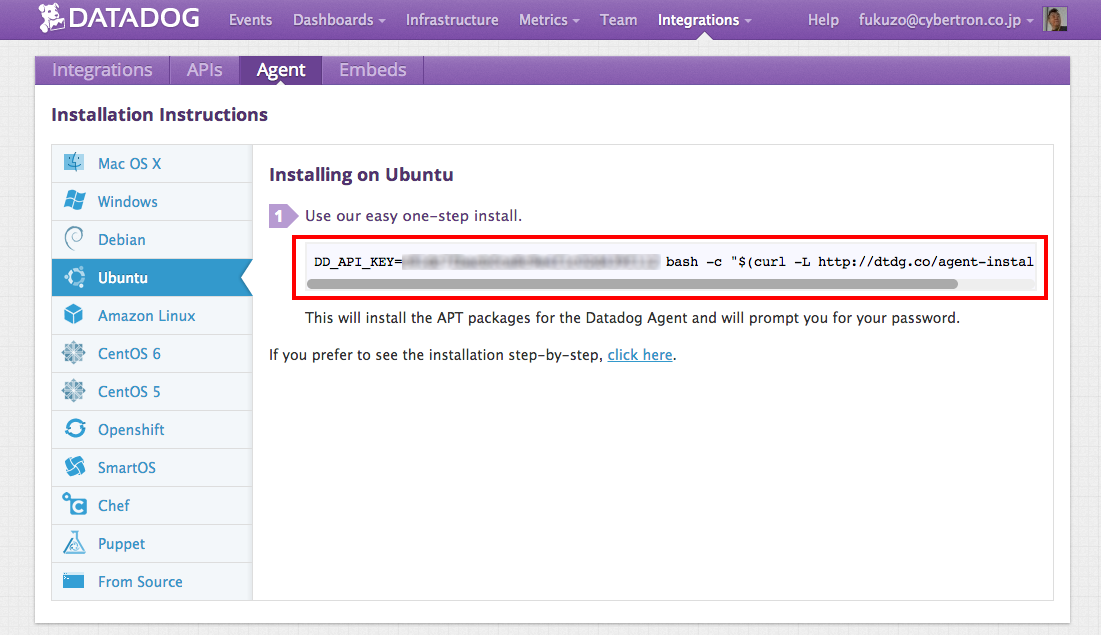 DATADOG Events Dashboards Infrastructure Metrics Team Integrations Help fukuzo@cybertron.co.jp
Integrations APIs Agent Embeds
Installation Instructions
Mac OS X
Windows
Debian
Ubuntu
Amazon Linux
CentOS 6
CentOS 5
Openshift
SmartOS
Chef
Puppet
From Source
Installing on Ubuntu
1 Use our easy one-step install.
DD_API_KEY= bash -c "$(curl -L http://dtdg.co/agent-instal
This will install the APT packages for the Datadog Agent and will prompt you for your password.
If you prefer to see the installation step-by-step, click here.